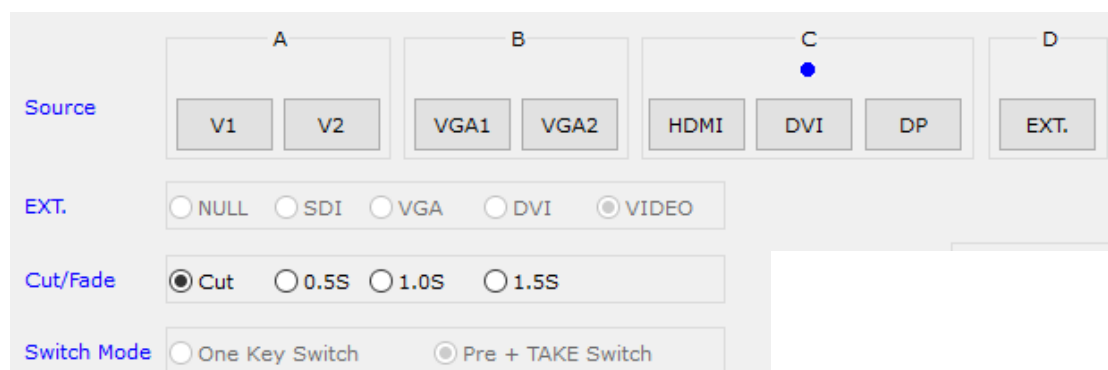 A B C D
Source V1 V2 VGA1 VGA2 HDMI DVI DP EXT.
EXT. NULL SDI VGA DVI VIDEO
Cut/Fade Cut 0.5S 1.0S 1.5S
Switch Mode One Key Switch Pre + TAKE Switch